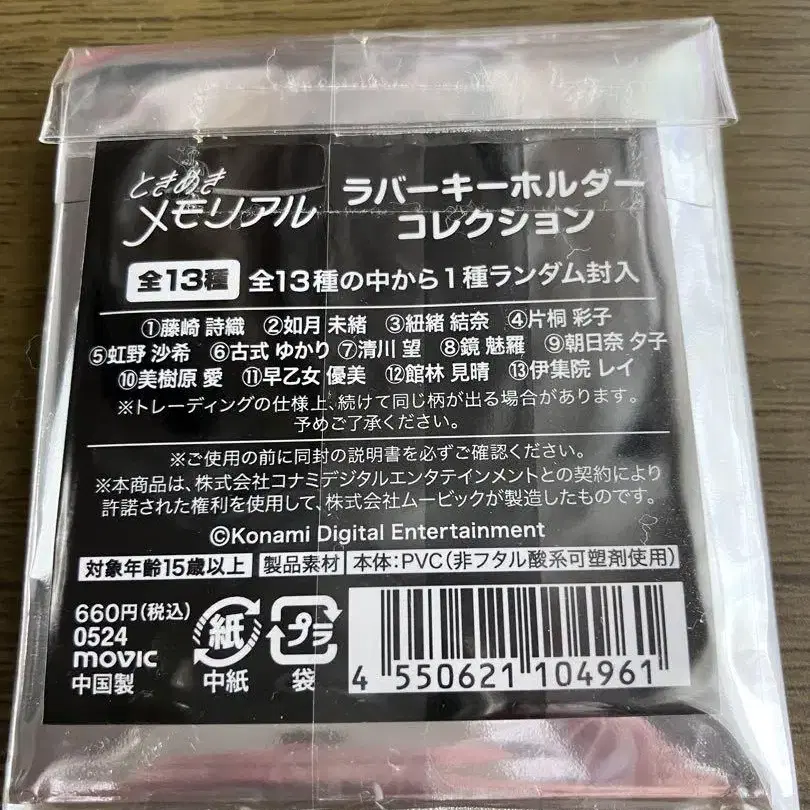 ときめき
メモリアル
ラバーキーホルダー
コレクション
全13種 全13種の中から1種ランダム封入
①藤崎 詩織 ②如月 未緒 ③紐緒 結奈 ④片桐 彩子
⑤虹野 沙希 ⑥古式 ゆかり ⑦清川 望 ⑧鏡 魅羅 ⑨朝日奈 夕子
⑩美樹原 愛 ⑪早乙女 優美 ⑫館林 見晴 ⑬伊集院 レイ
※トレーディングの仕様上、続けて同じ柄が出る場合があります。
予めご了承ください。
※ご使用の前に同封の説明書を必ずご確認ください。
※本商品は、株式会社コナミデジタルエンタテインメントとの契約により
許諾された権利を使用して、株式会社ムービックが製造したものです。
©Konami Digital Entertainment
対象年齢15歳以上 製品素材 本体:PVC(非フタル酸系可塑剤使用)
660円(税込)
0524
movic
中国製
紙
中紙
プラ
袋
4 550621 104961